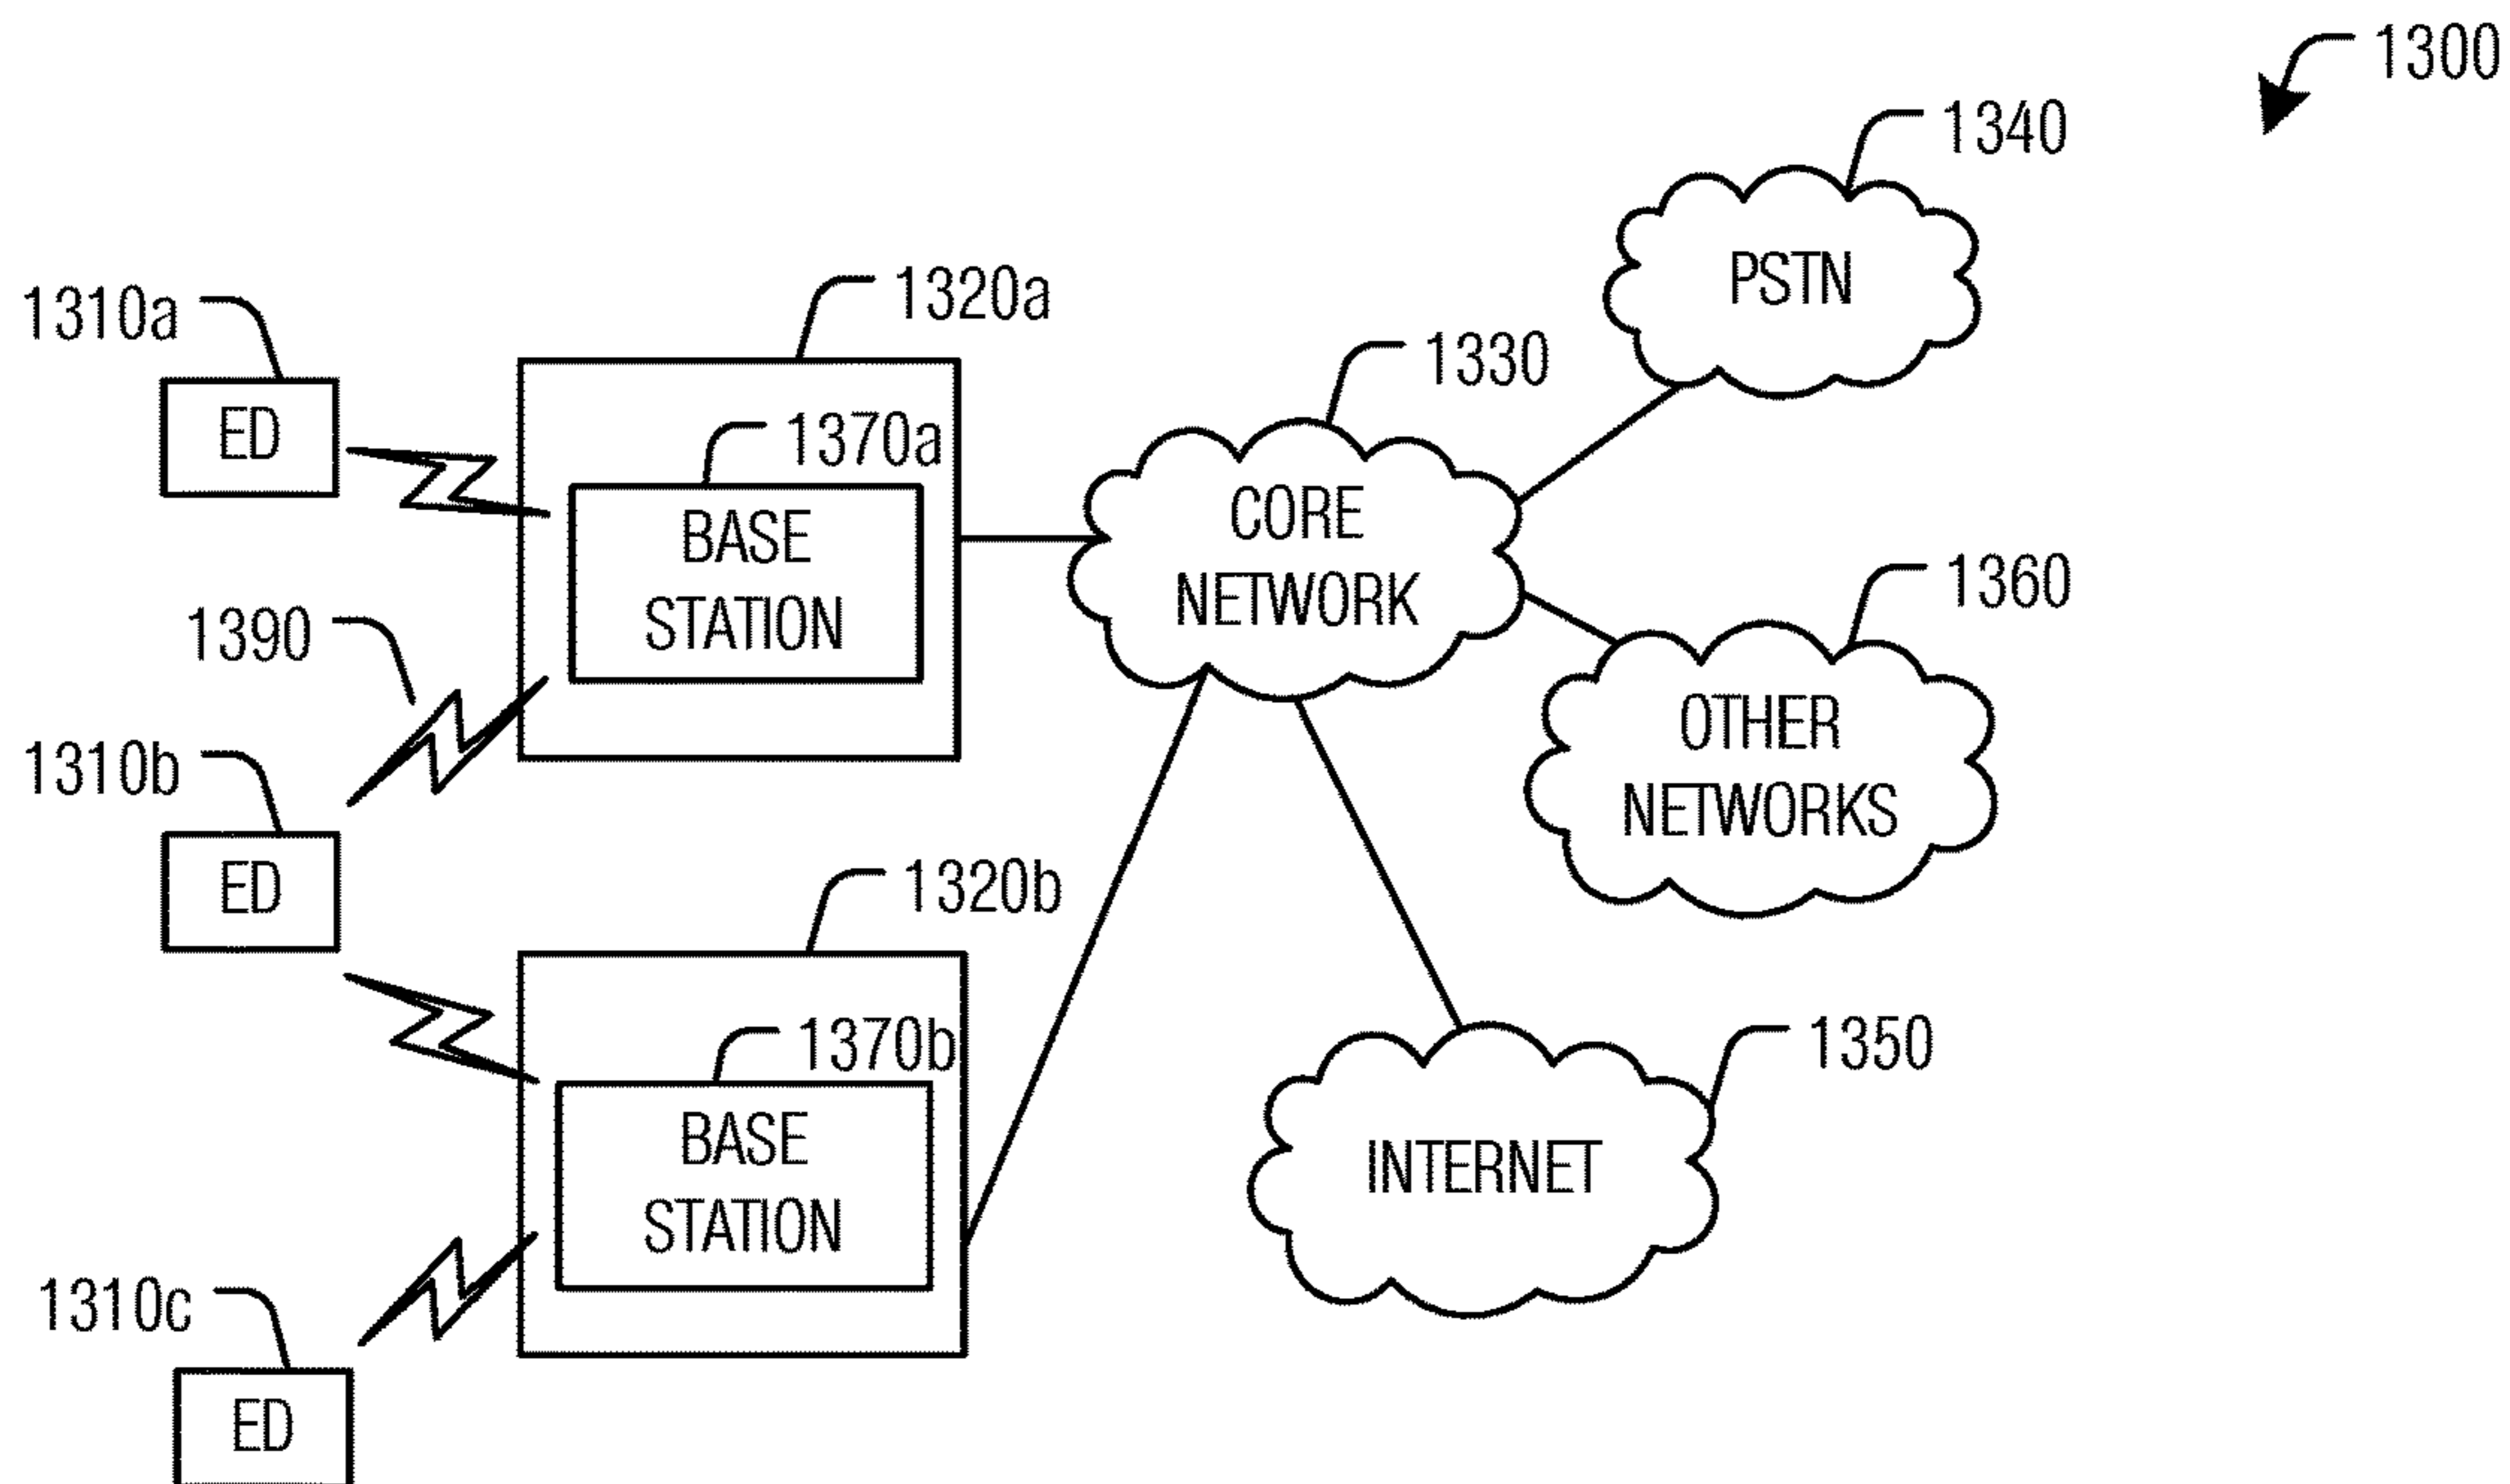 1300
1340
PSTN
1320a
1310a
1330
ED
1370a
CORE
NETWORK
BASE
STATION
1360
1390
OTHER
NETWORKS
1310b
ED
1320b
1350
1370b
BASE
STATION
INTERNET
1310c
ED